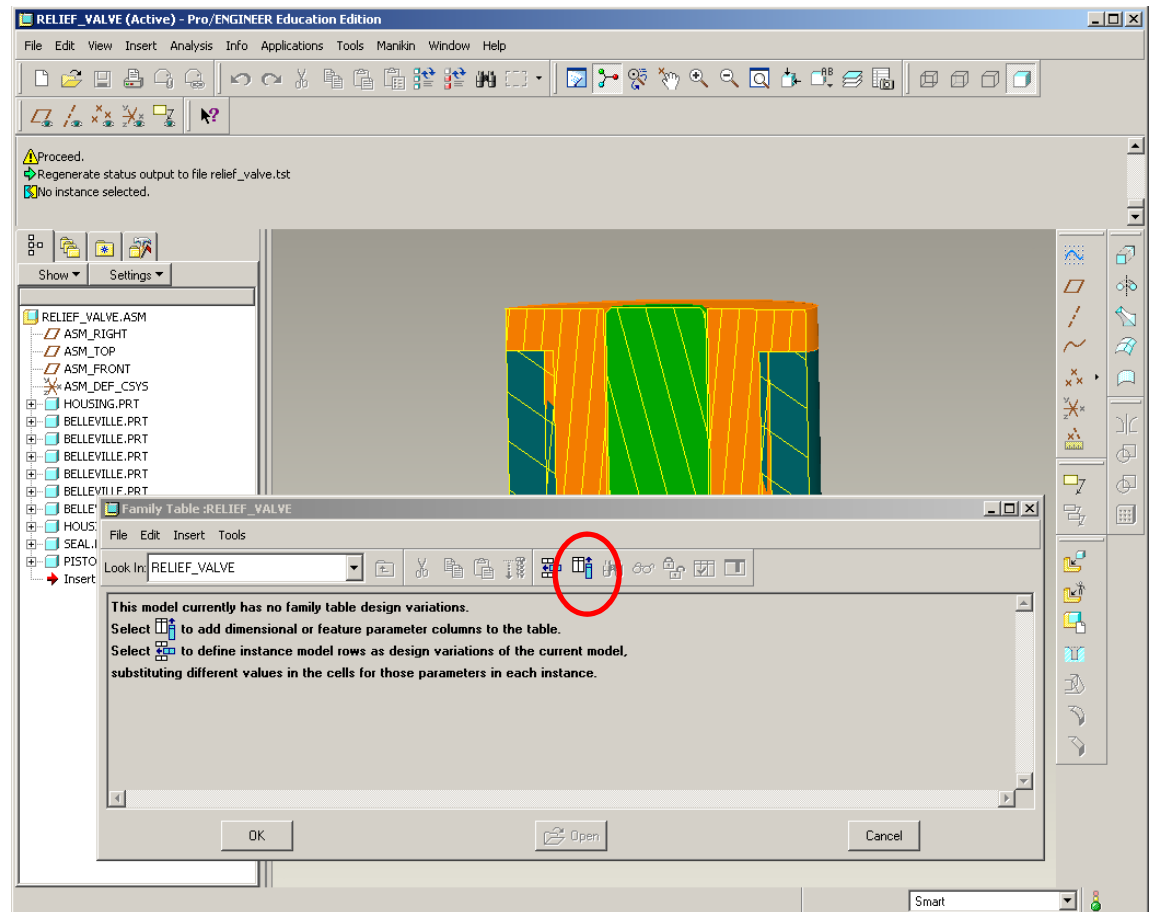 RELIEF_VALVE (Active) - Pro/ENGINEER Education Edition
File Edit View Insert Analysis Info Applications Tools Manikin Window Help
Proceed.
Regenerate status output to file relief_valve.tst
No instance selected.
Show Settings
RELIEF_VALVE.ASM
ASM_RIGHT
ASM_TOP
ASM_FRONT
ASM_DEF_CSYS
HOUSING.PRT
BELLEVILLE.PRT
BELLEVILLE.PRT
BELLEVILLE.PRT
BELLEVILLE.PRT
BELLEVILLE.PRT
BELLE
HOUS
SEAL.
PISTO
Insert
Family Table :RELIEF_VALVE
File Edit Insert Tools
Look In: RELIEF_VALVE
This model currently has no family table design variations.
Select to add dimensional or feature parameter columns to the table.
Select to define instance model rows as design variations of the current model,
substituting different values in the cells for those parameters in each instance.
OK Open Cancel
Smart